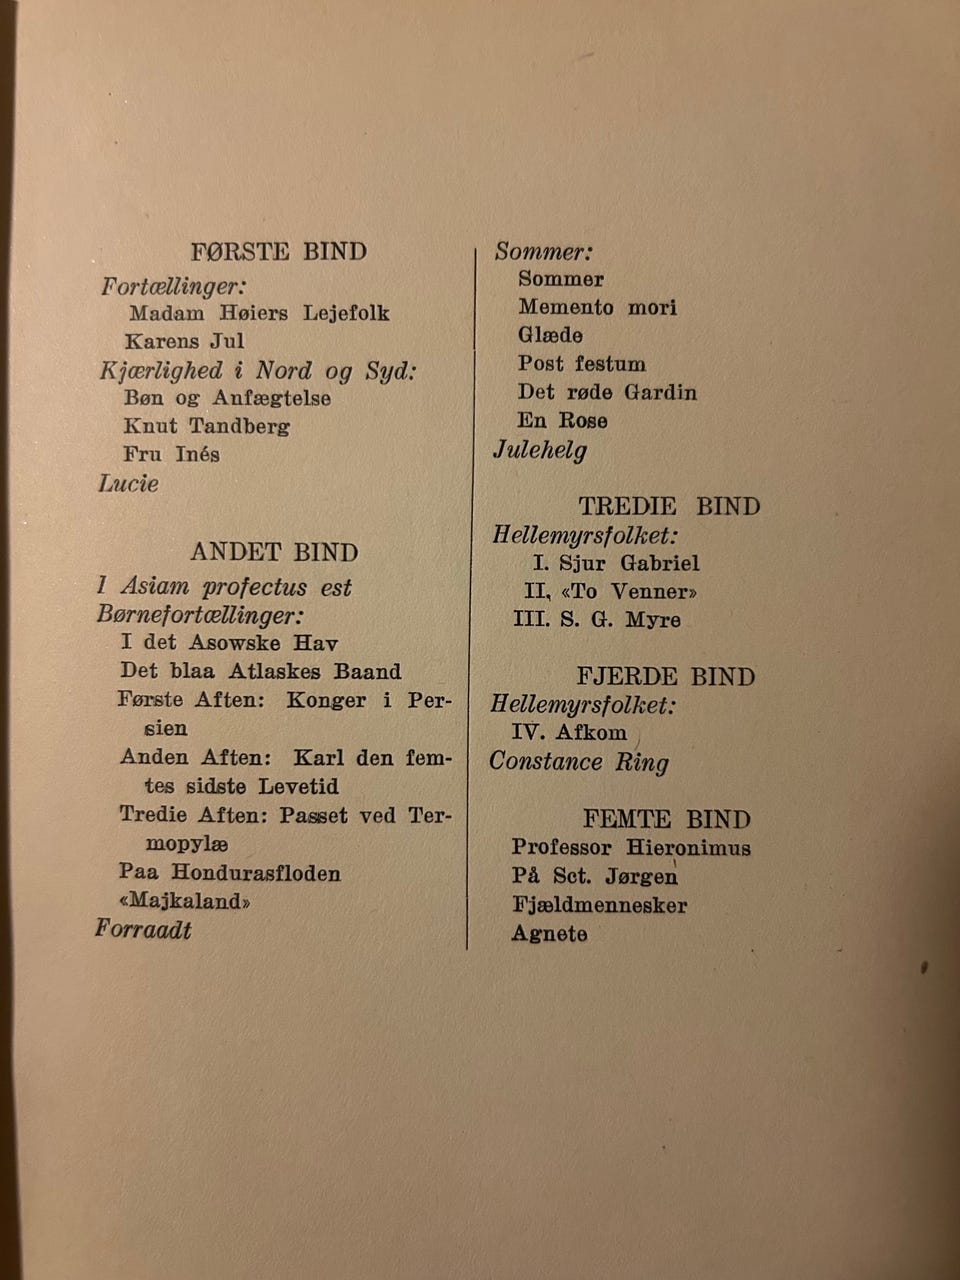 FØRSTE BIND
Fortællinger:
Madam Høiers Lejefolk
Karens Jul
Kjærlighed i Nord og Syd:
Bøn og Anfægtelse
Knut Tandberg
Fru Inés
Lucie
ANDET BIND
I Asiam profectus est
Børnefortællinger:
I det Asowske Hav
Det blaa Atlaskes Baand
Første Aften: Konger i Per-
sien
Anden Aften: Karl den fem-
tes sidste Levetid
Tredie Aften: Passet ved Ter-
mopylæ
Paa Hondurasfloden
«Majkaland»
Forraadt
Sommer:
Sommer
Memento mori
Glæde
Post festum
Det røde Gardin
En Rose
Julehelg
TREDIE BIND
Hellemyrsfolket:
I. Sjur Gabriel
II, «To Venner»
III. S. G. Myre
FJERDE BIND
Hellemyrsfolket:
IV. Afkom
Constance Ring
FEMTE BIND
Professor Hieronimus
På Sct. Jørgen
Fjældmennesker
Agnete